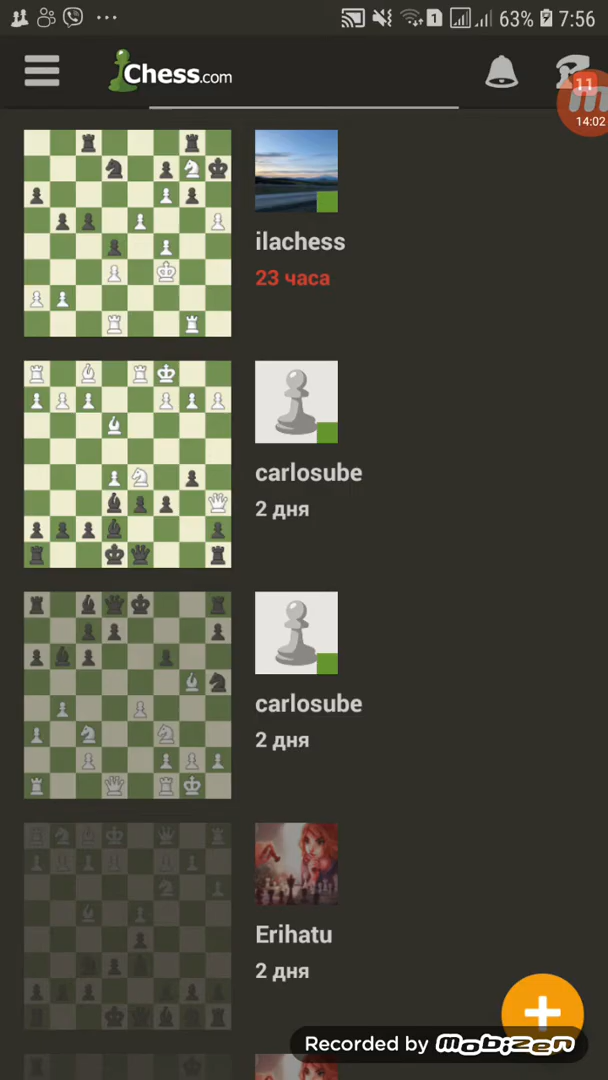 1 63% 7:56
Chess.com
11
14:02
ilachess
23 часа
carlosube
2 дня
carlosube
2 дня
Erihatu
2 дня
Recorded by MOBIZEN